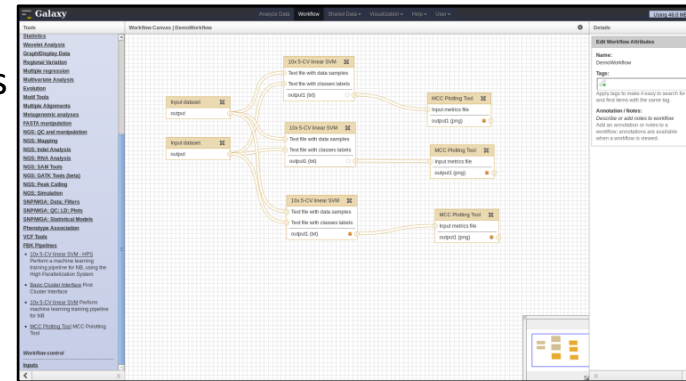 Galaxy
Analyze Data Workflow Shared Data Visualization Help User
Using 48.0 MB
Tools
Workflow Canvas | DemoWorkflow
Details
Statistics
Wavelet Analysis
Graph/Display Data
Regional Variation
Multiple regression
Multivariate Analysis
Evolution
Motif Tools
Multiple Alignments
Metagenomic analyses
FASTA manipulation
NGS: QC and manipulation
NGS: Mapping
NGS: Indel Analysis
NGS: RNA Analysis
NGS: SAM Tools
NGS: GATK Tools (beta)
NGS: Peak Calling
NGS: Simulation
SNP/WGA: Data; Filters
SNP/WGA: QC; LD; Plots
SNP/WGA: Statistical Models
Phenotype Association
VCF Tools
FBK Pipelines
10x 5-CV linear SVM - HPS
Perform a machine learning
training pipeline for NB, using the
High Parallelization System
Basic Cluster Interface First
Cluster Interface
10x 5-CV linear SVM Perform
machine learning training pipeline
for NB
MCC Plotting Tool MCC Plotting
Tool
Workflow control
Inputs
s
Input dataset
output
Input dataset
output
10x 5-CV linear SVM
Text file with data samples
Text file with classes labels
output1 (txt)
10x 5-CV linear SVM
Text file with data samples
Text file with classes labels
output1 (txt)
10x 5-CV linear SVM
Text file with data samples
Text file with classes labels
output1 (txt)
MCC Plotting Tool
Input metrics file
output1 (png)
MCC Plotting Tool
Input metrics file
output1 (png)
MCC Plotting Tool
Input metrics file
output1 (png)
Edit Workflow Attributes
Name:
DemoWorkflow
Tags:
Apply tags to make it easy to search for
and find items with the same tag.
Annotation / Notes:
Describe or add notes to workflow
Add an annotation or notes to a
workflow; annotations are available
when a workflow is viewed.